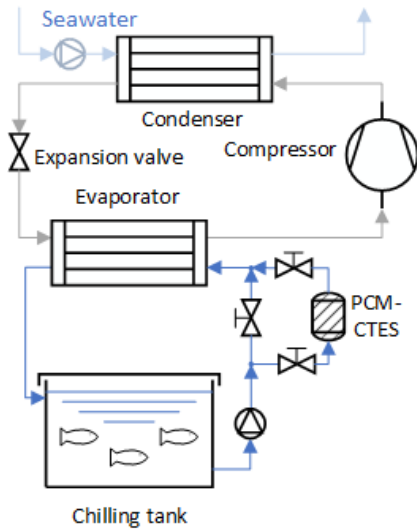 Seawater
Condenser
Expansion valve
Compressor
Evaporator
PCM-
CTES
Chilling tank